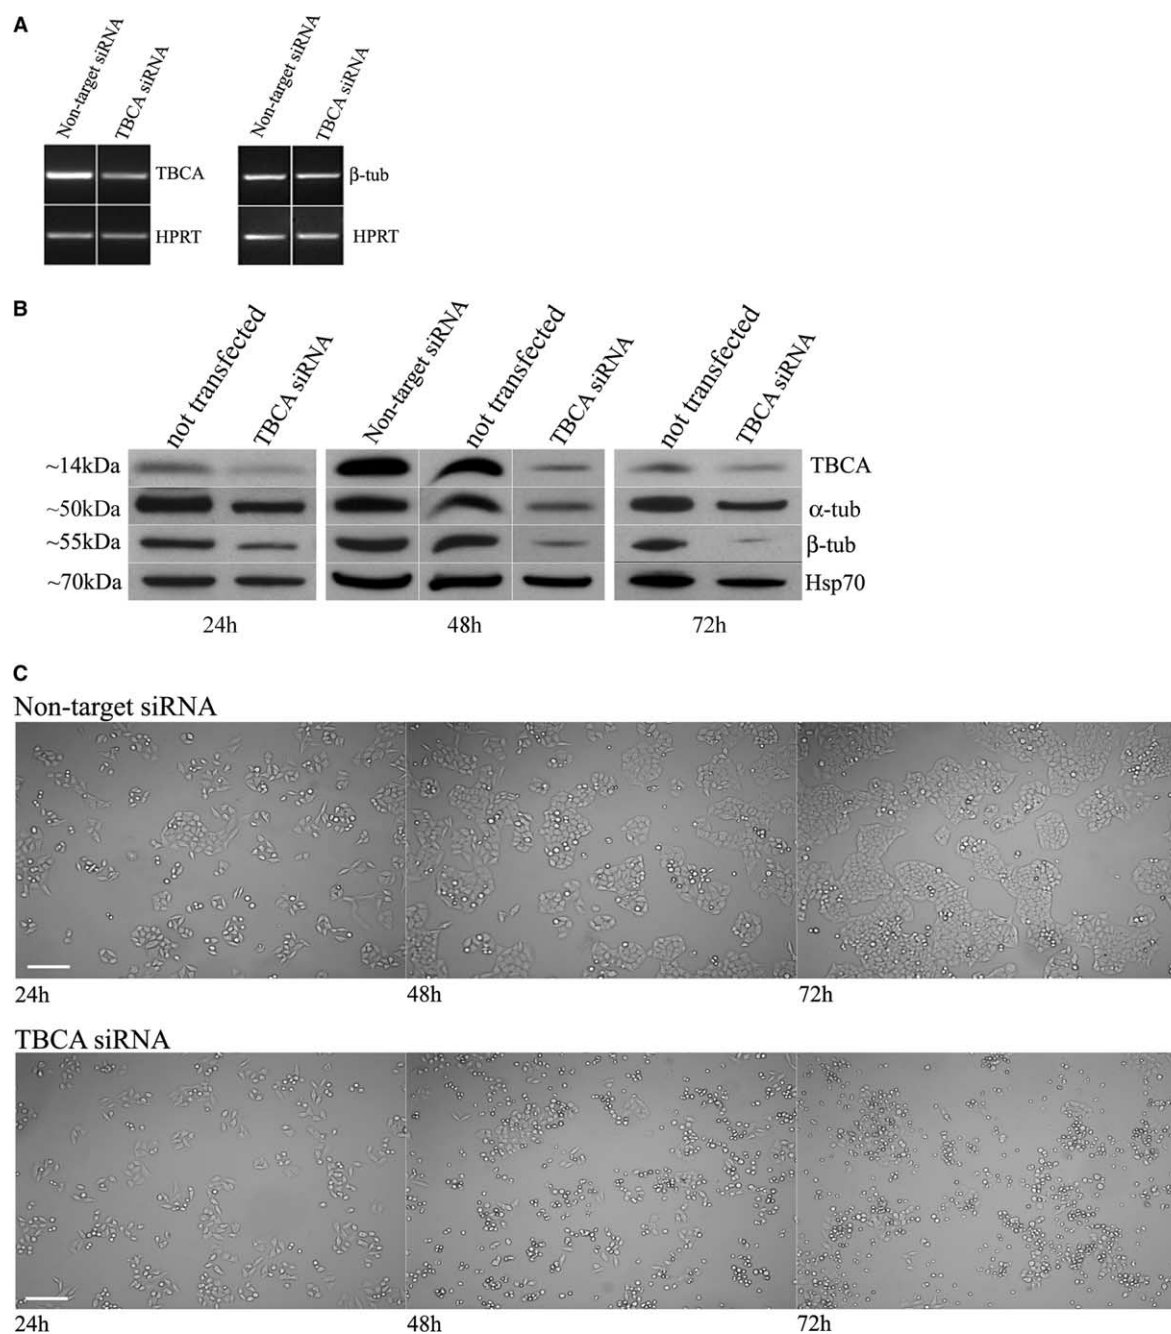 A
Non-target siRNA
TBCA siRNA
Non-target siRNA
TBCA siRNA
TBCA
β-tub
HPRT
HPRT
B
not transfected
TBCA siRNA
Non-target siRNA
not transfected
TBCA siRNA
not transfected
TBCA siRNA
~14kDa
TBCA
~50kDa
α-tub
~55kDa
β-tub
~70kDa
Hsp70
24h
48h
72h
C
Non-target siRNA
24h
48h
72h
TBCA siRNA
24h
48h
72h